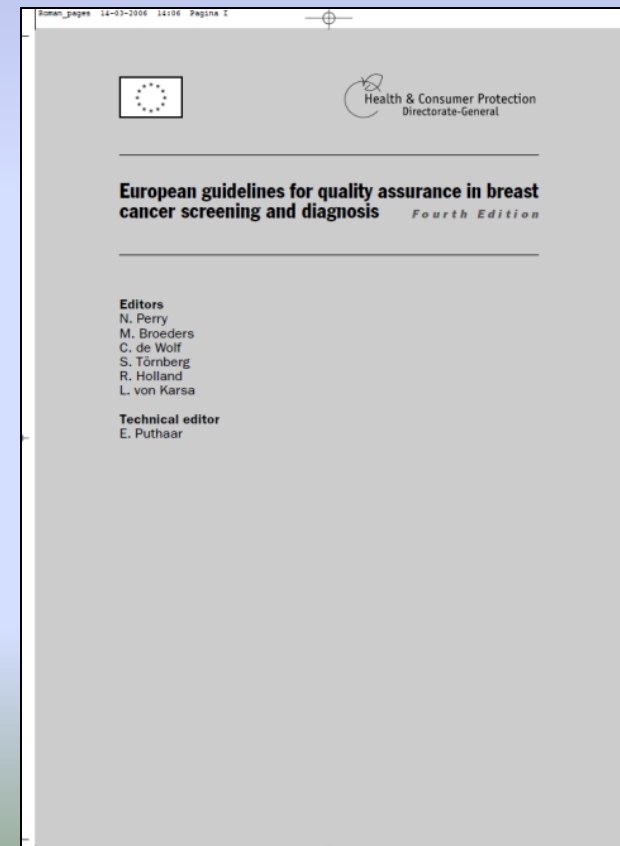 Roman_pages 14-03-2006 14:06 Pagina I
Health & Consumer Protection
Directorate-General
European guidelines for quality assurance in breast
cancer screening and diagnosis Fourth Edition
Editors
N. Perry
M. Broeders
C. de Wolf
S. Törnberg
R. Holland
L. von Karsa
Technical editor
E. Puthaar